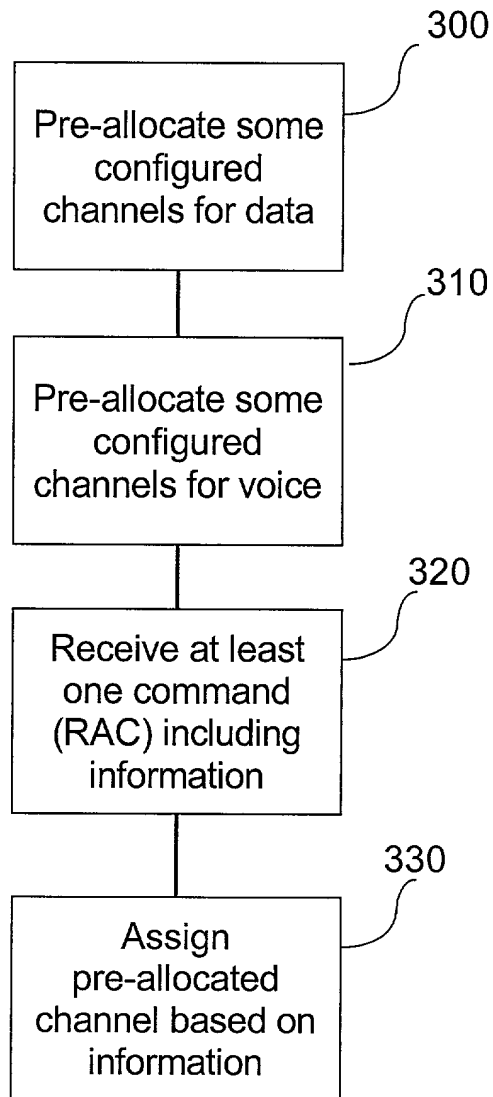 300
Pre-allocate some
configured
channels for data
310
Pre-allocate some
configured
channels for voice
320
Receive at least
one command
(RAC) including
information
330
Assign
pre-allocated
channel based on
information